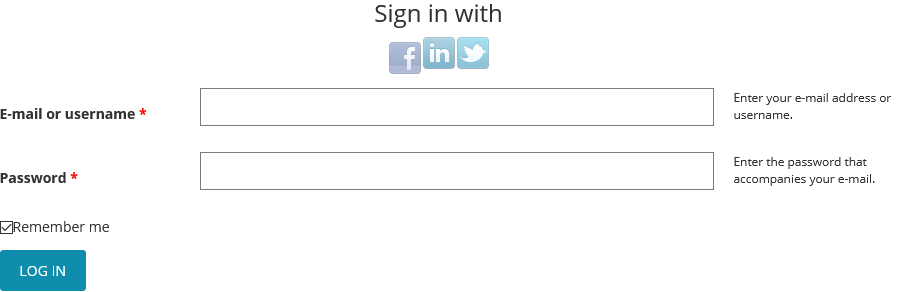 Sign in with
f in
E-mail or username *
Enter your e-mail address or
username.
Password *
Enter the password that
accompanies your e-mail.
Remember me
LOG IN